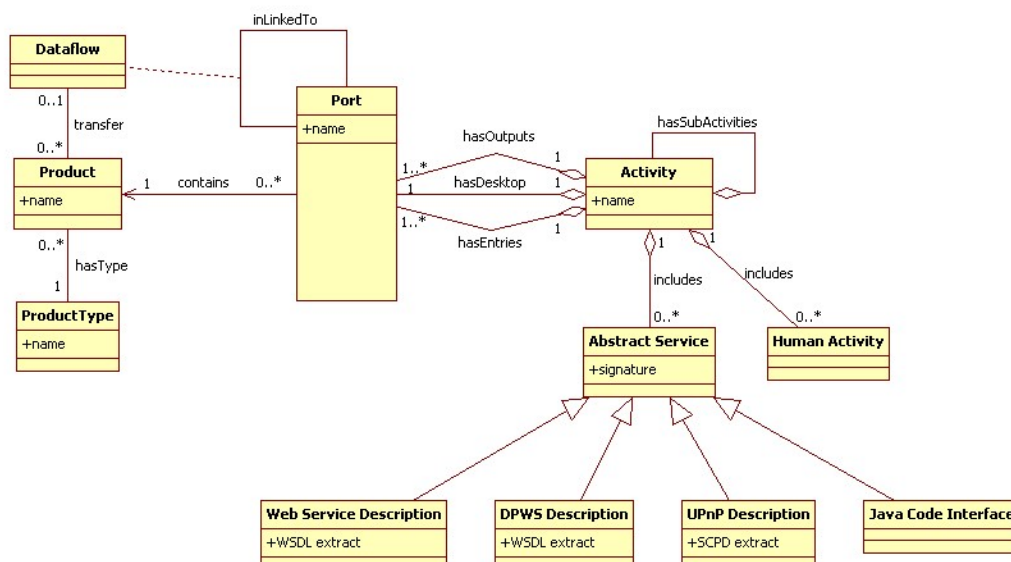 inLinkedTo
Dataflow
Port
+name
0..1
transfer
0..*
hasSubActivities
hasOutputs
1..*
1
Product
+name
1
contains
0..*
hasDesktop
1
1
Activity
+name
1..*
hasEntries
1
0..*
hasType
1
ProductType
+name
1
includes
0..*
1
includes
0..*
Abstract Service
+signature
Human Activity
Web Service Description
+WSDL extract
DPWS Description
+WSDL extract
UPnP Description
+SCPD extract
Java Code Interface